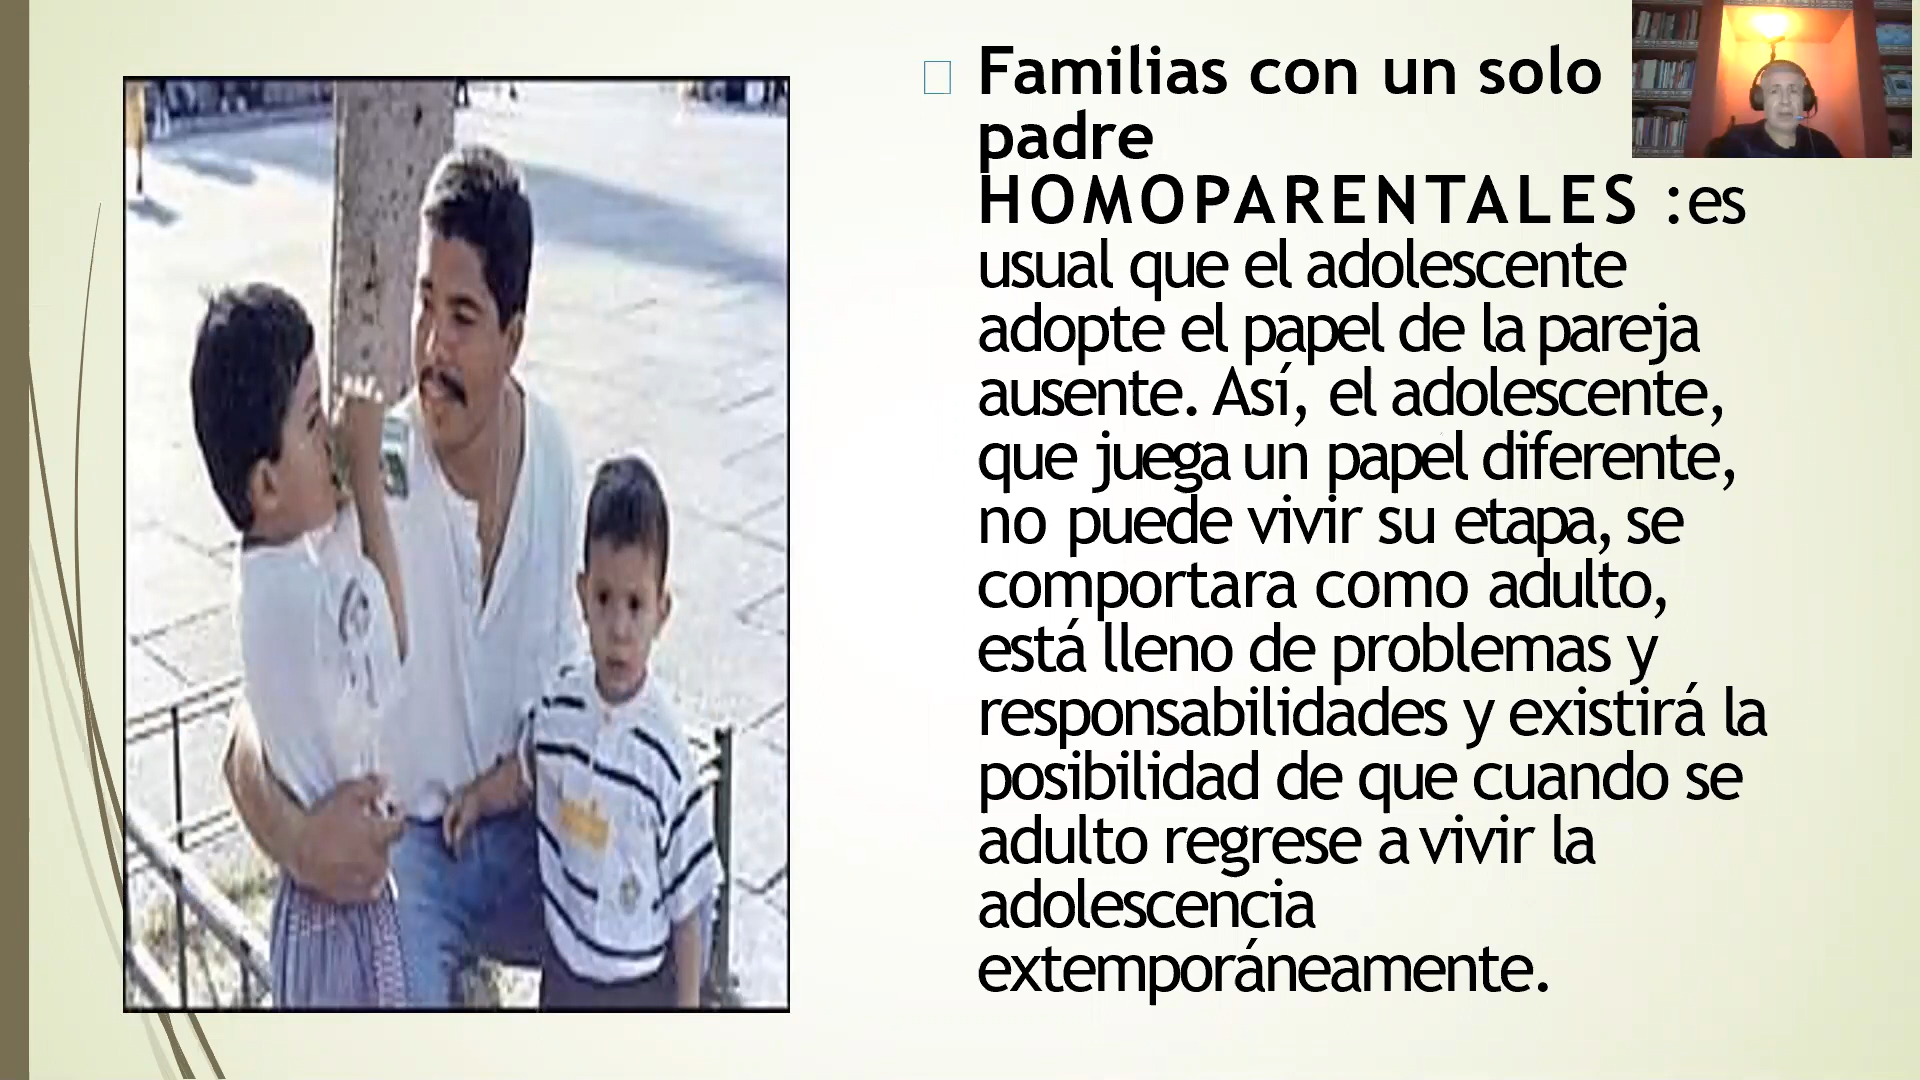 Familias con un solo
padre
HOMOPARENTALES :es
usual que el adolescente
adopte el papel de la pareja
ausente. Así, el adolescente,
que juega un papel diferente,
no puede vivir su etapa, se
comportara como adulto,
está lleno de problemas y
responsabilidades y existirá la
posibilidad de que cuando se
adulto regrese a vivir la
adolescencia
extemporáneamente.